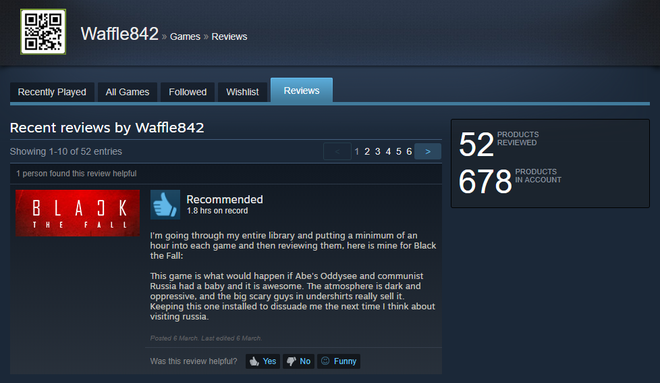 Waffle842 » Games » Reviews
Recently Played All Games Followed Wishlist Reviews
Recent reviews by Waffle842
Showing 1-10 of 52 entries
< 1 2 3 4 5 6 >
1 person found this review helpful
BLACK
THE FALL
Recommended
1.8 hrs on record
I'm going through my entire library and putting a minimum of an
hour into each game and then reviewing them, here is mine for Black
the Fall:
This game is what would happen if Abe's Oddysee and communist
Russia had a baby and it is awesome. The atmosphere is dark and
oppressive, and the big scary guys in undershirts really sell it.
Keeping this one installed to dissuade me the next time I think about
visiting russia.
Posted 6 March. Last edited 6 March.
Was this review helpful? Yes No Funny
52 PRODUCTS
REVIEWED
678 PRODUCTS
IN ACCOUNT